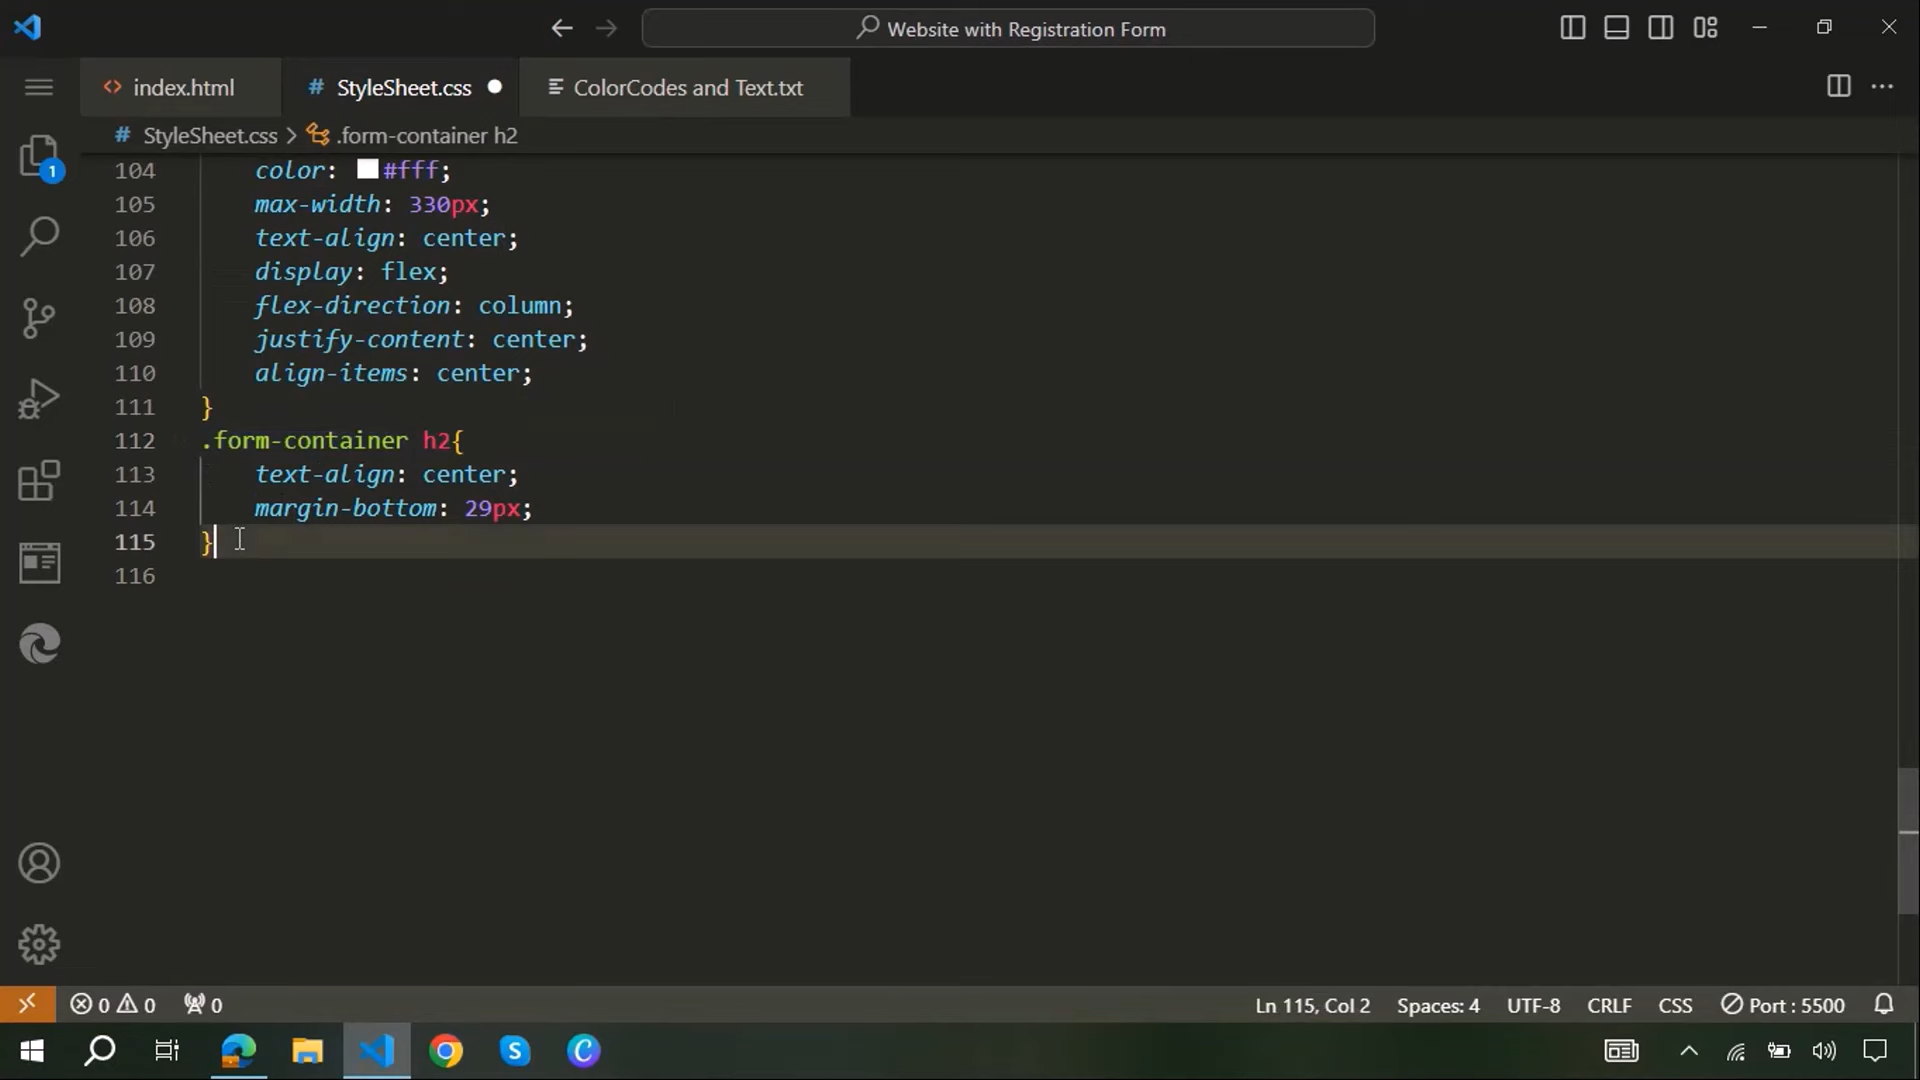 Website with Registration Form
<> index.html
# StyleSheet.css
ColorCodes and Text.txt
# StyleSheet.css > .form-container h2
1
104 color: #fff;
105 max-width: 330px;
106 text-align: center;
107 display: flex;
108 flex-direction: column;
109 justify-content: center;
110 align-items: center;
111 }
112 .form-container h2{
113 text-align: center;
114 margin-bottom: 29px;
115 }
116
0 0 0
Ln 115, Col 2
Spaces: 4
UTF-8
CRLF
CSS
Port : 5500